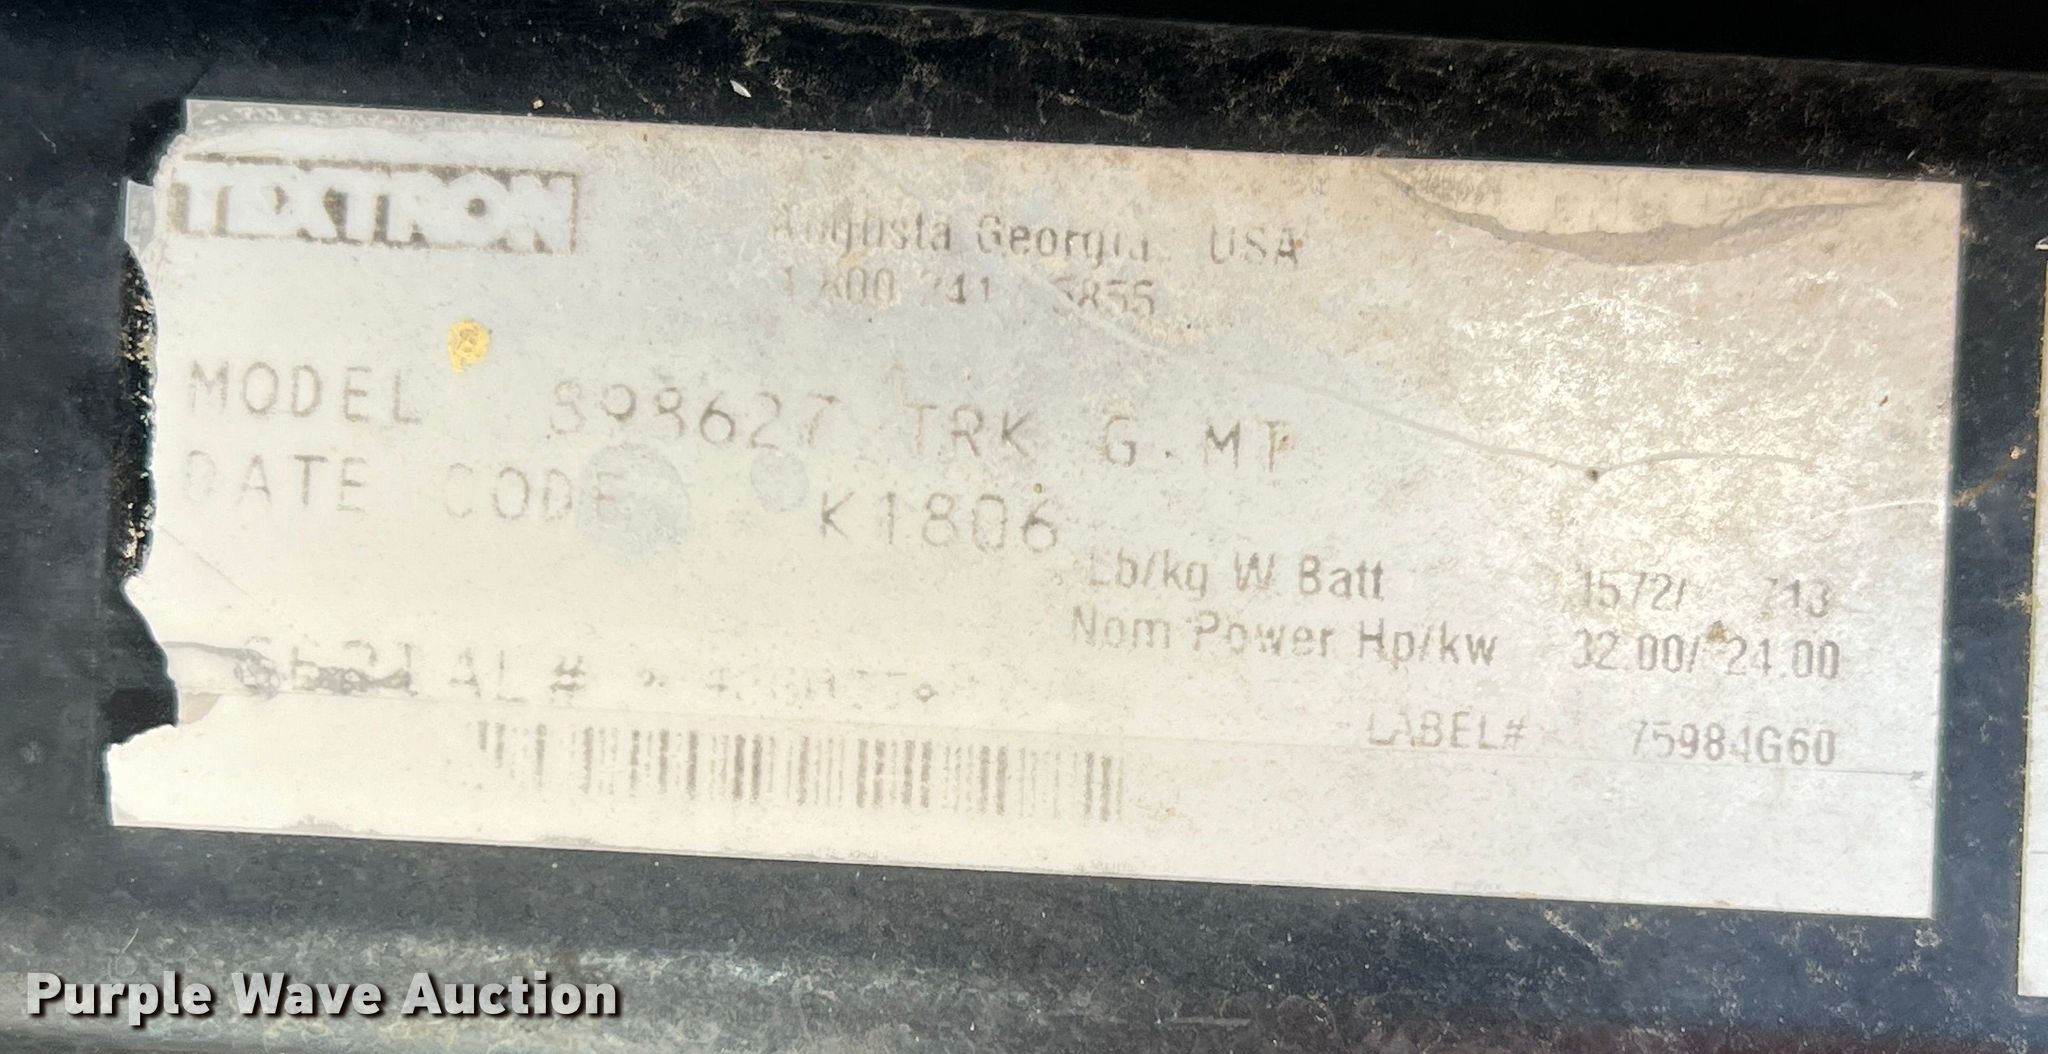 TEXTRON
Augusta Georgia USA
1 800 241 5855
MODEL 898627 TRK G.MP
DATE CODE K1806
Lb/kg W Batt 1572/ 713
Nom Power Hp/kw 32.00/ 24.00
SERIAL#
LABEL# 75984G60
Purple Wave Auction